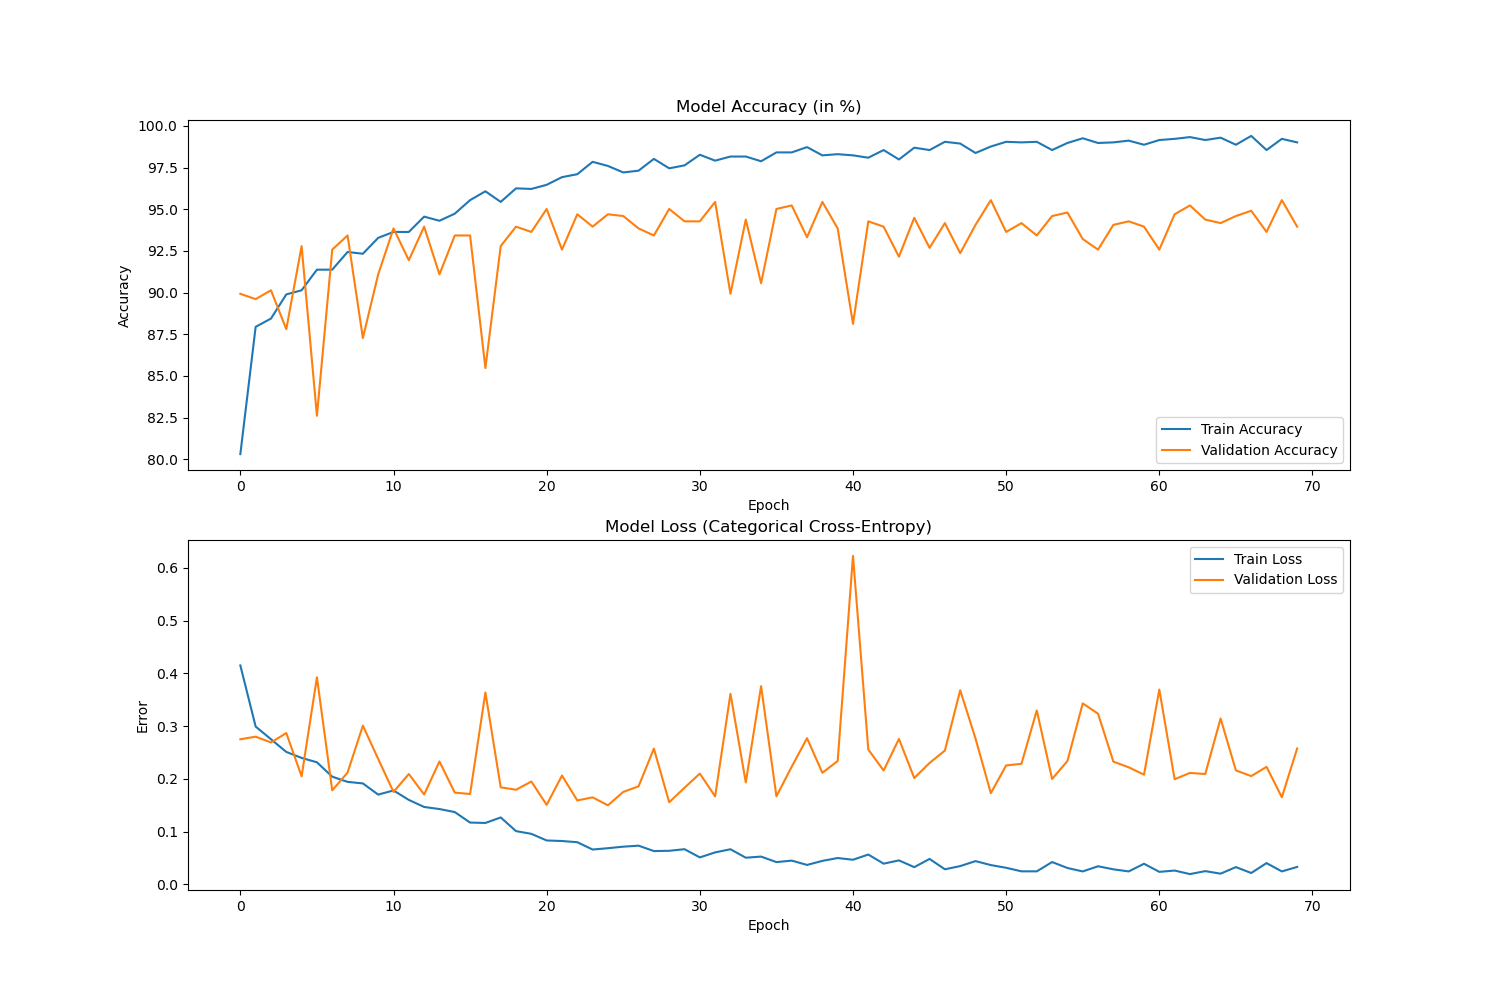 Model Accuracy (in %)
100.0
97.5
95.0
92.5
90.0
87.5
85.0
82.5
80.0
Accuracy
Train Accuracy
Validation Accuracy
0 10 20 30 40 50 60 70
Epoch
Model Loss (Categorical Cross-Entropy)
Train Loss
Validation Loss
0.6
0.5
0.4
0.3
0.2
0.1
0.0
Error
0 10 20 30 40 50 60 70
Epoch